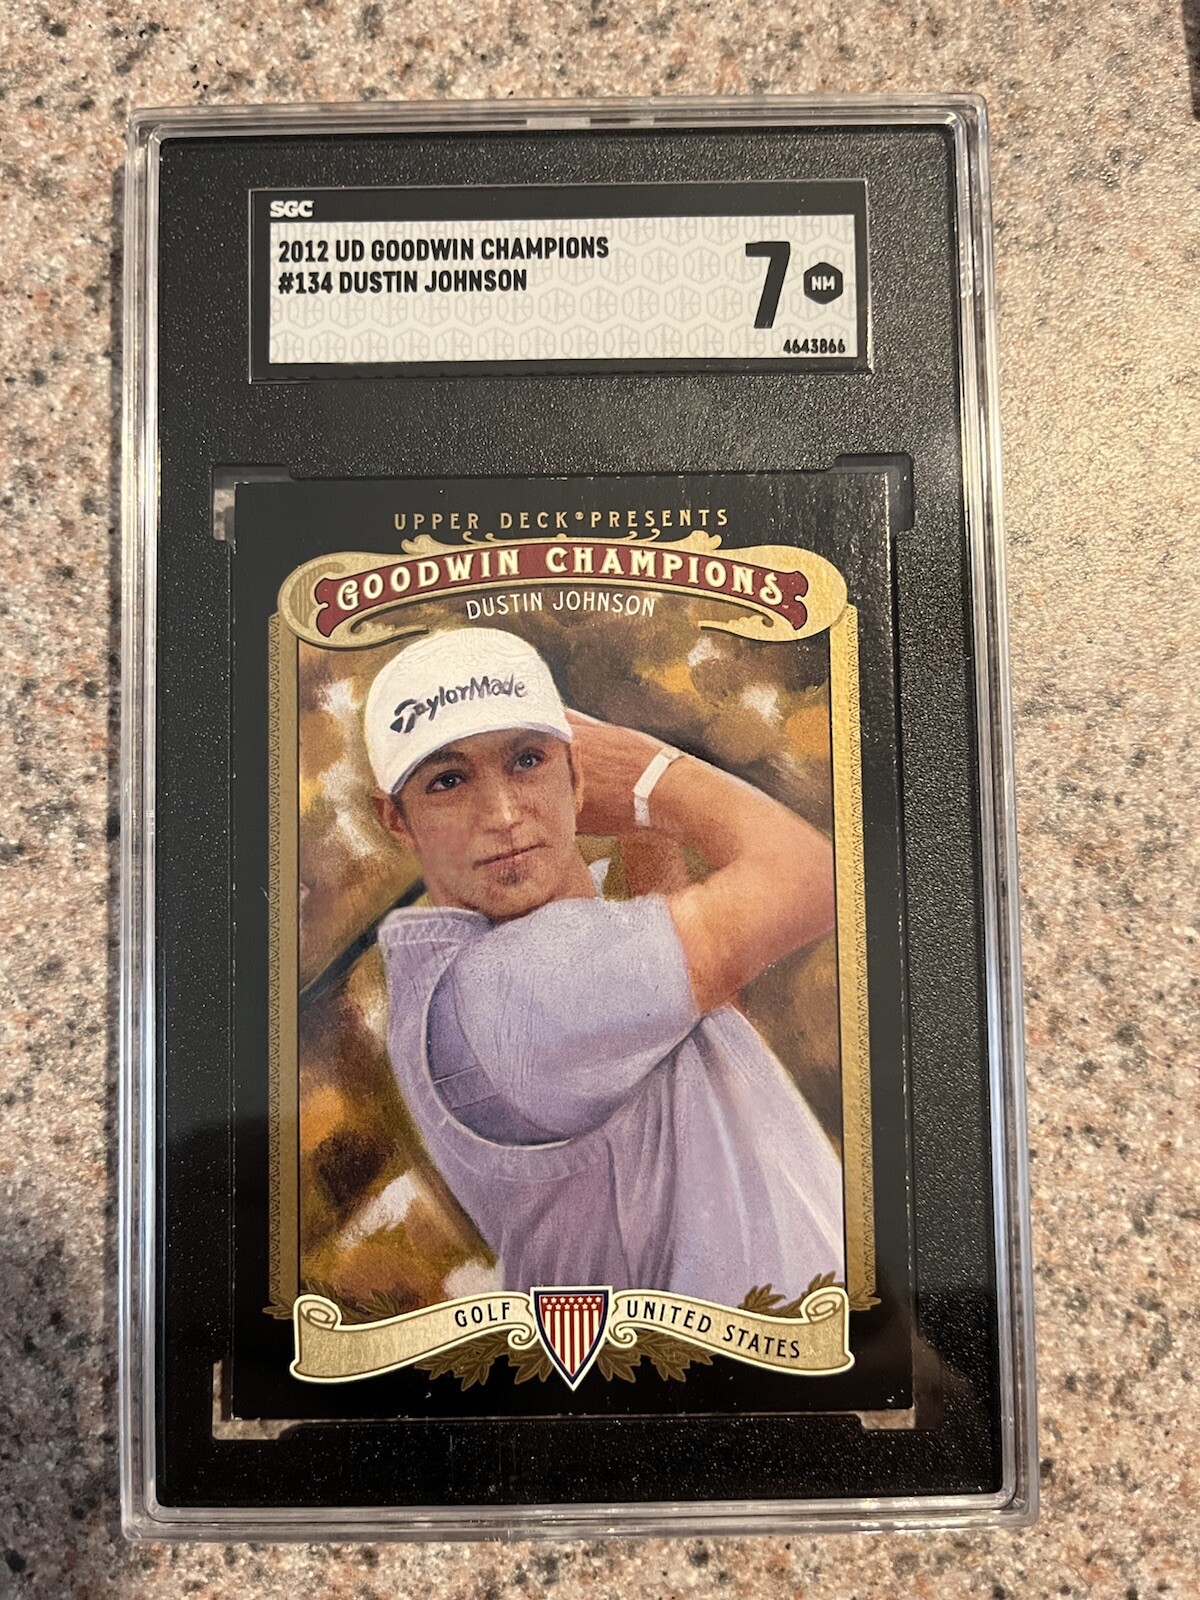 SGC
2012 UD GOODWIN CHAMPIONS
#134 DUSTIN JOHNSON
7
NM
4643866
UPPER DECK® PRESENTS
GOODWIN CHAMPIONS
DUSTIN JOHNSON
TaylorMade
GOLF UNITED STATES